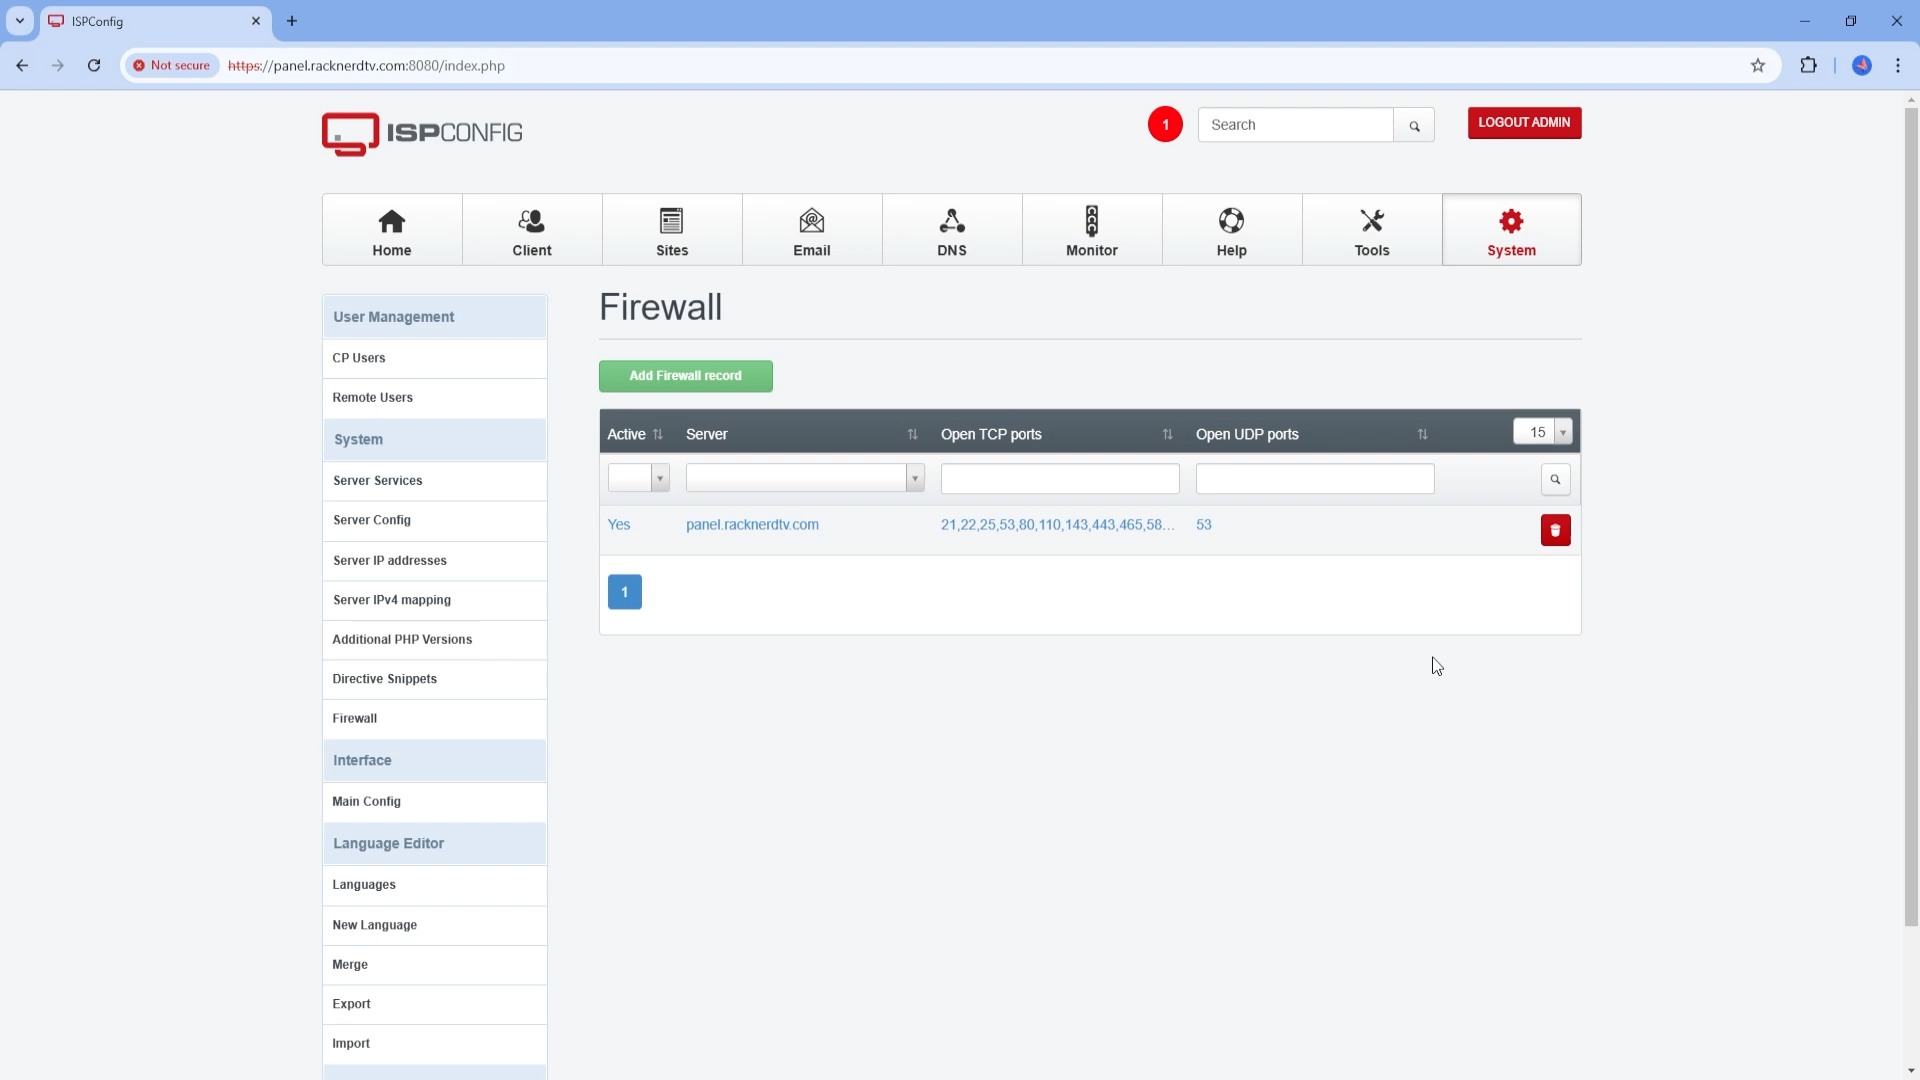 ISPConfig
Not secure
https://panel.racknerdtv.com:8080/index.php
ISPCONFIG
1
Search
LOGOUT ADMIN
Home
Client
Sites
Email
DNS
Monitor
Help
Tools
System
User Management
CP Users
Remote Users
System
Server Services
Server Config
Server IP addresses
Server IPv4 mapping
Additional PHP Versions
Directive Snippets
Firewall
Interface
Main Config
Language Editor
Languages
New Language
Merge
Export
Import
Firewall
Add Firewall record
Active Server Open TCP ports Open UDP ports 15
Yes panel.racknerdtv.com 21,22,25,53,80,110,143,443,465,58... 53
1